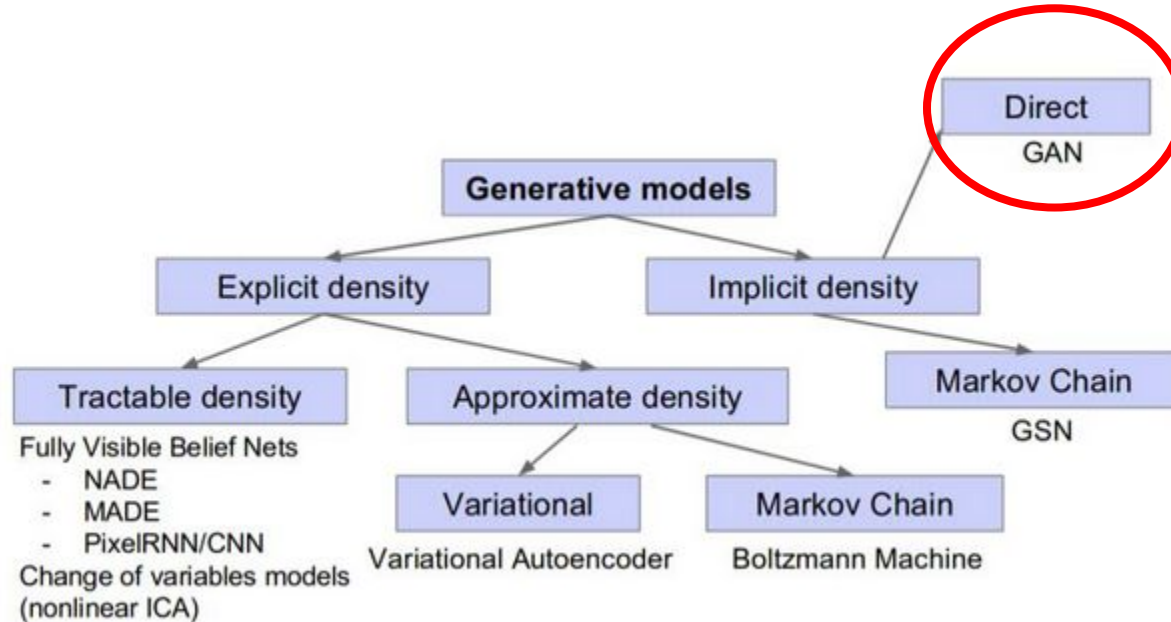 Direct
GAN
Generative models
Explicit density
Implicit density
Tractable density
Approximate density
Markov Chain
GSN
Fully Visible Belief Nets
- NADE
- MADE
- PixelRNN/CNN
Change of variables models
(nonlinear ICA)
Variational
Markov Chain
Variational Autoencoder
Boltzmann Machine